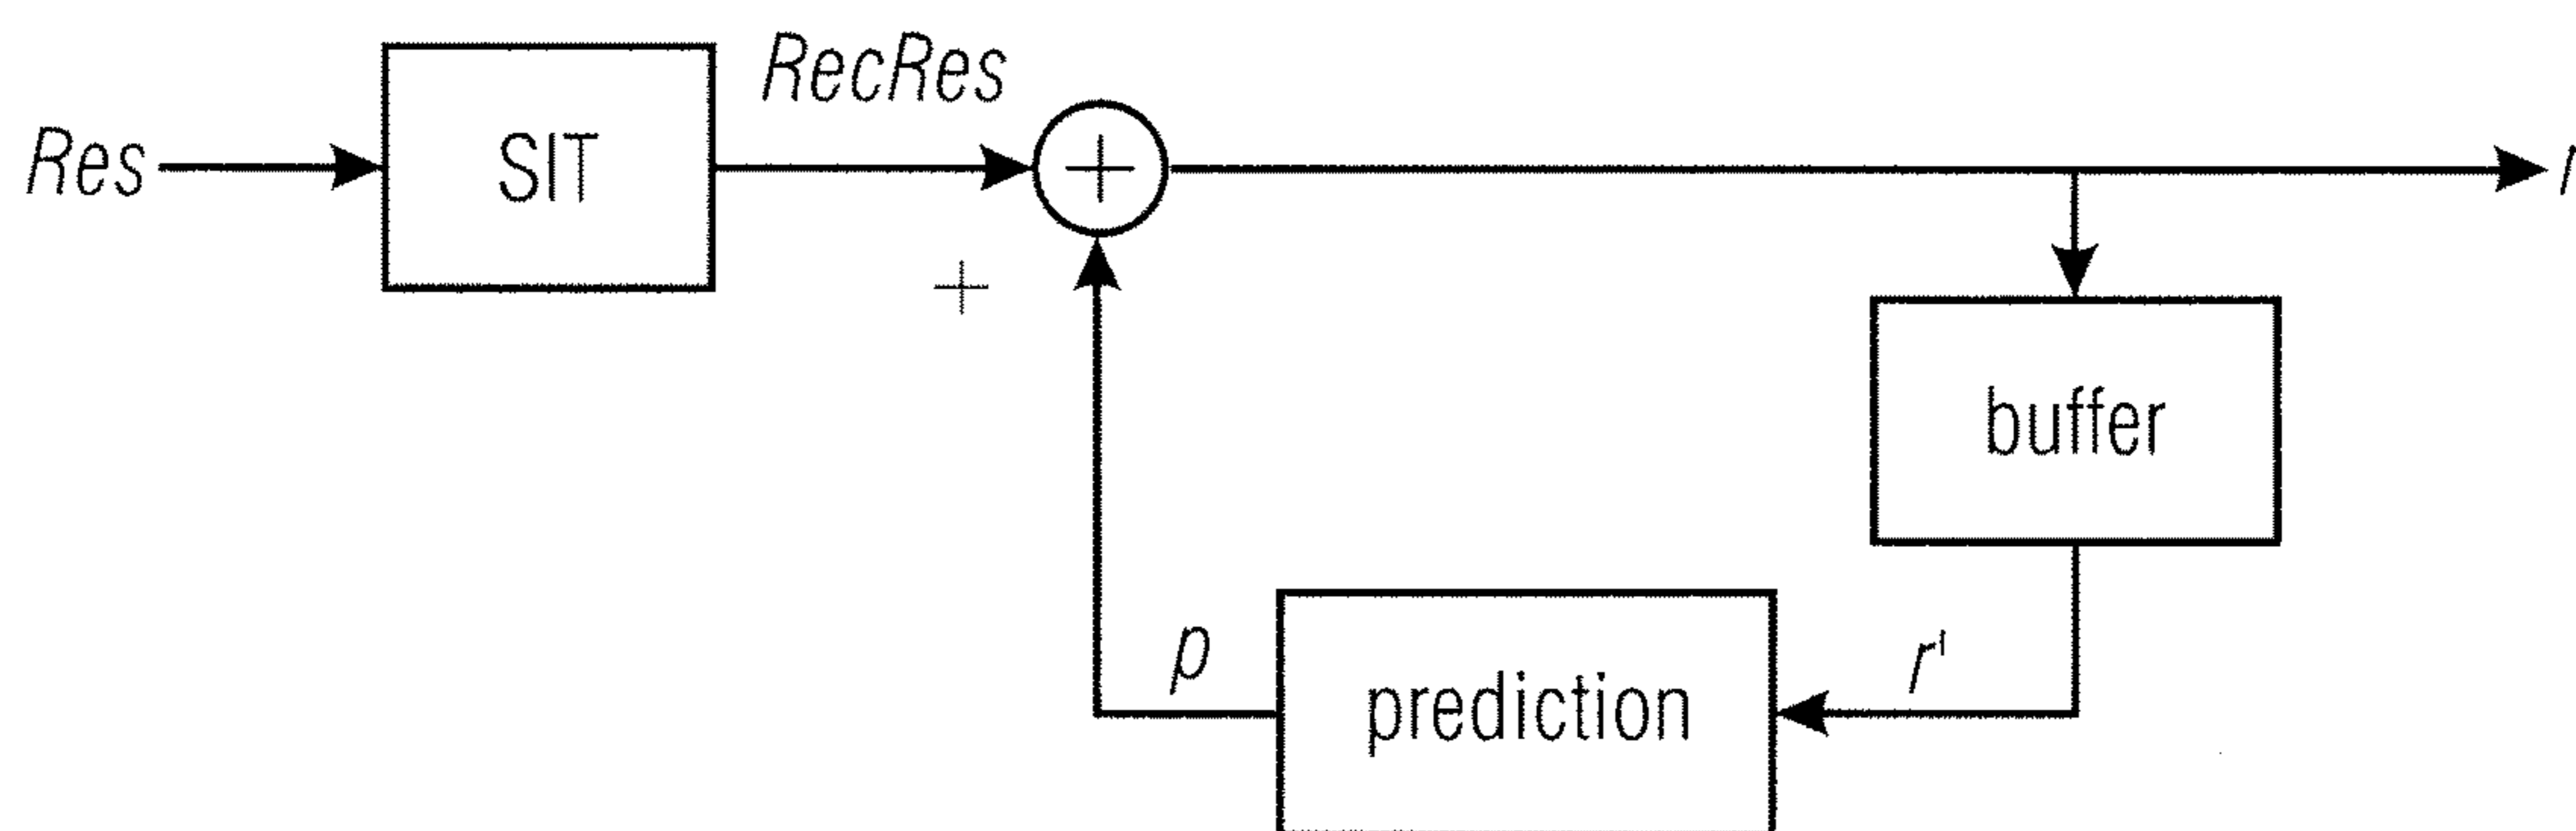 Res
SIT
RecRes
+
r
+
buffer
p
prediction
r'